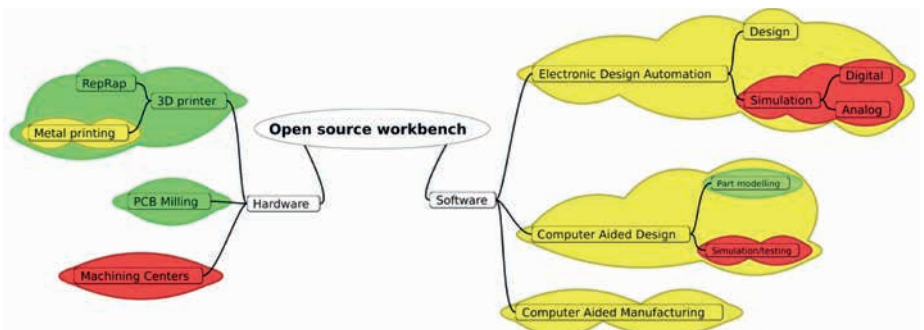 Open source workbench
Hardware
3D printer
RepRap
Metal printing
PCB Milling
Machining Centers
Software
Electronic Design Automation
Design
Simulation
Digital
Analog
Computer Aided Design
Part modelling
Simulation/testing
Computer Aided Manufacturing